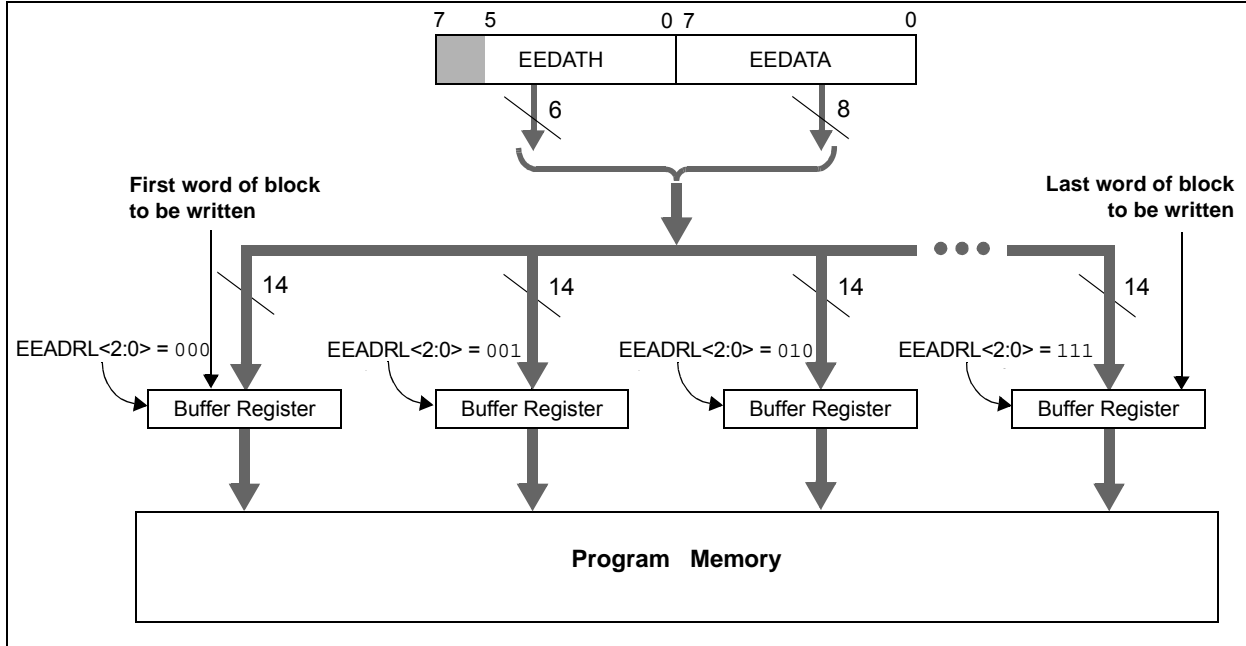 7 5 0 7 0
EEDATH EEDATA
6 8
First word of block
to be written
Last word of block
to be written
14 14 14 14
EEADRL<2:0> = 000 EEADRL<2:0> = 001 EEADRL<2:0> = 010 EEADRL<2:0> = 111
Buffer Register Buffer Register Buffer Register Buffer Register
Program Memory